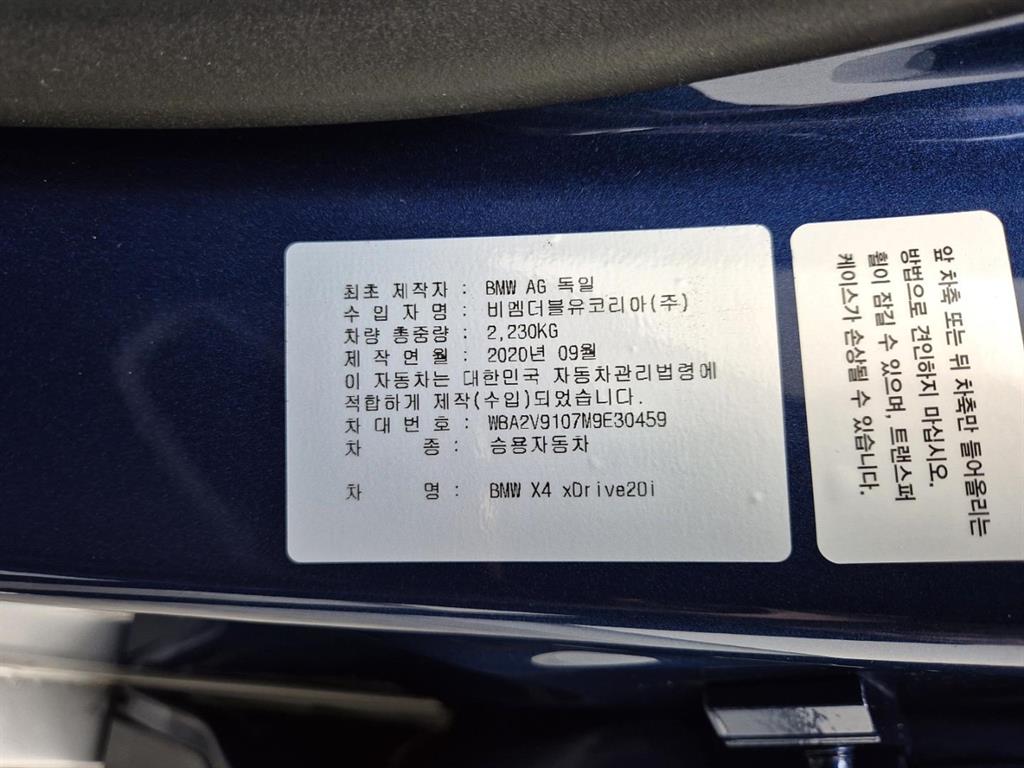 최초 제작자 : BMW AG 독일
수 입 자 명 : 비엠더블유코리아(주)
차량 총중량 : 2,230KG
제 작 연 월 : 2020년 09월
이 자동차는 대한민국 자동차관리법령에
적합하게 제작(수입)되었습니다.
차 대 번 호 : WBA2V9107M9E30459
차 종 : 승용자동차
차 명 : BMW X4 xDrive20i
앞 차축 또는 뒤 차축만 들어올리는
방법으로 견인하지 마십시오.
휠이 잠길 수 있으며, 트랜스퍼
케이스가 손상될 수 있습니다.